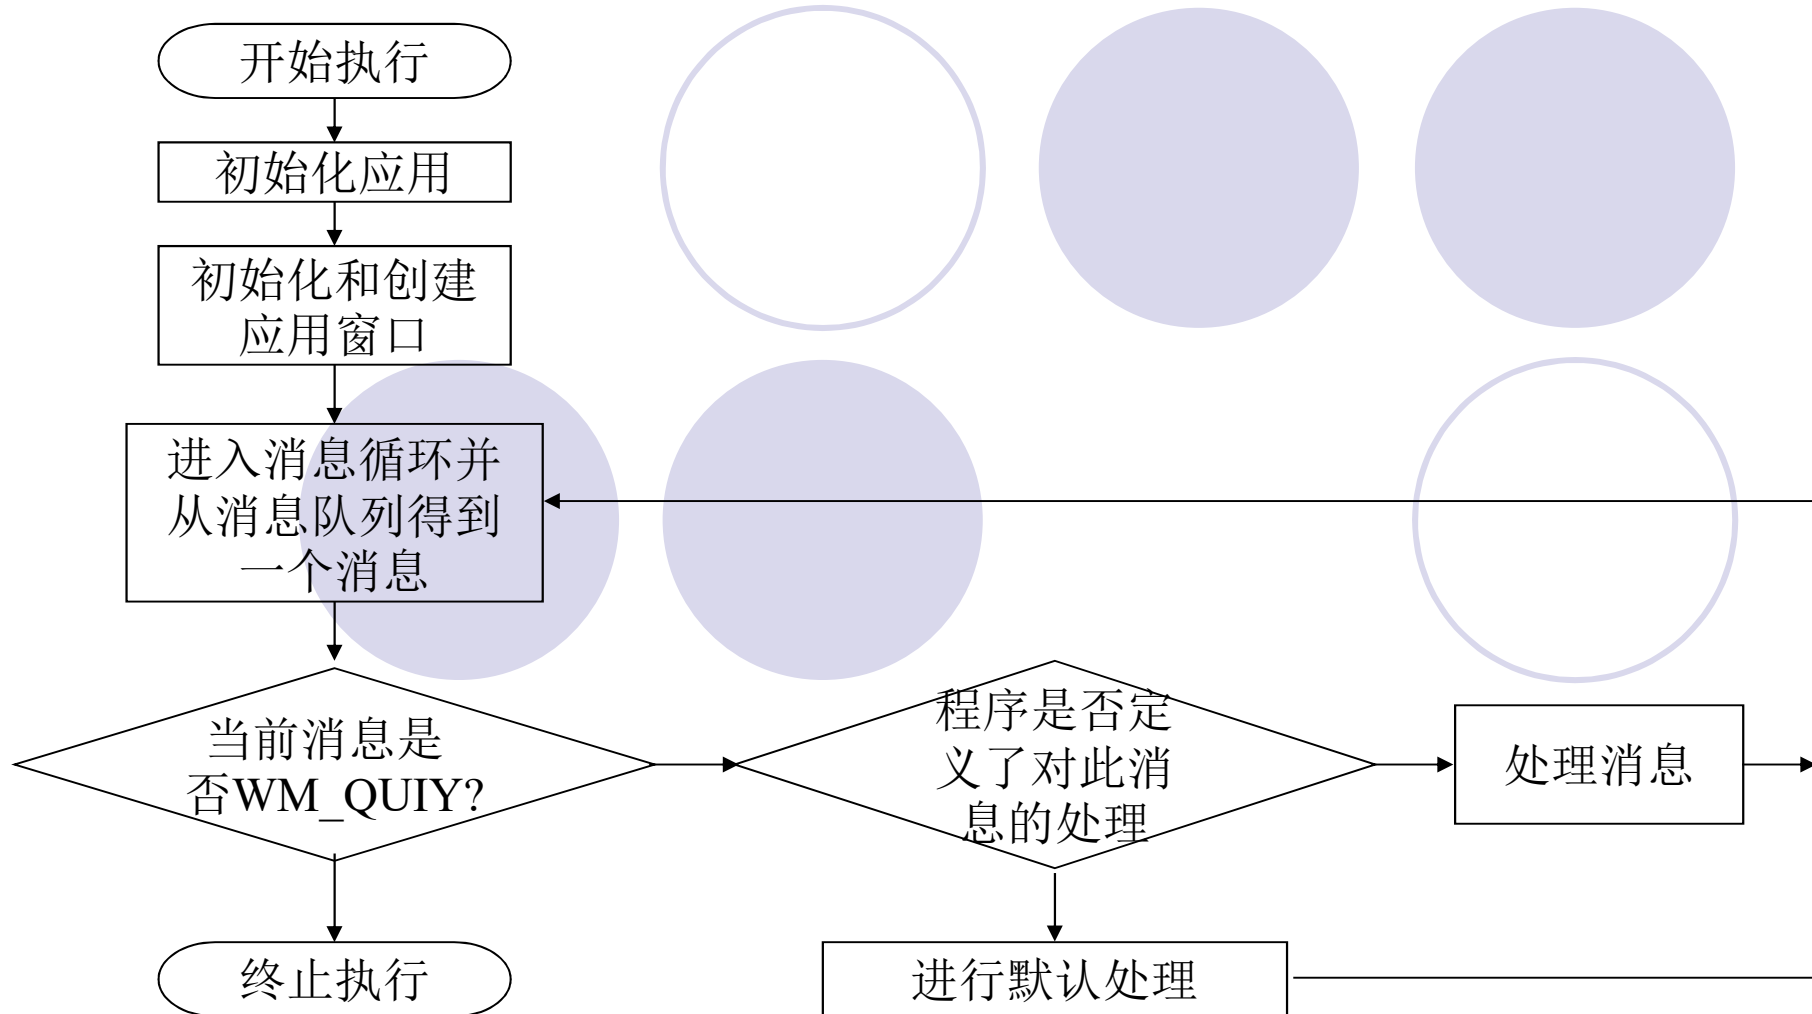 开始执行
初始化应用
初始化和创建
应用窗口
进入消息循环并
从消息队列得到
一个消息
当前消息是
否WM_QUIY?
程序是否定
义了对此消
息的处理
处理消息
终止执行
进行默认处理